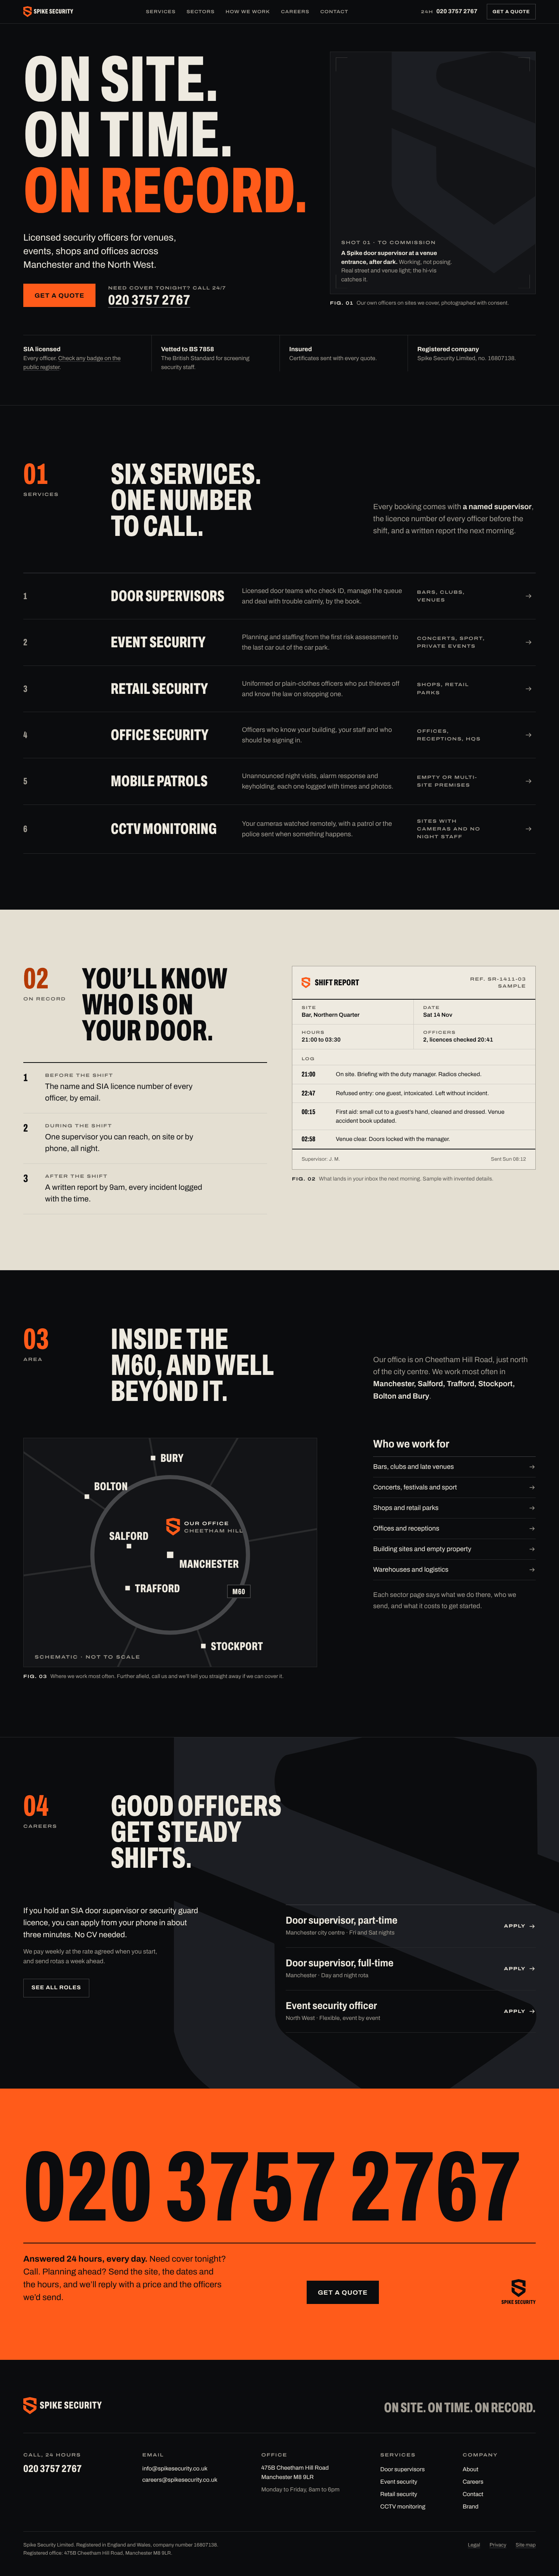 SPIKE SECURITY
SERVICES
SECTORS
HOW WE WORK
CAREERS
CONTACT
24H 020 3757 2767
GET A QUOTE
ON SITE.
ON TIME.
ON RECORD.
Licensed security officers for venues,
events, shops and offices across
Manchester and the North West.
GET A QUOTE
NEED COVER TONIGHT? CALL 24/7
020 3757 2767
SHOT 01 · TO COMMISSION
A Spike door supervisor at a venue
entrance, after dark. Working, not posing.
Real street and venue light; the hi-vis
catches it.
FIG. 01 Our own officers on sites we cover, photographed with consent.
SIA licensed
Every officer. Check any badge on the
public register.
Vetted to BS 7858
The British Standard for screening
security staff.
Insured
Certificates sent with every quote.
Registered company
Spike Security Limited, no. 16807138.
01
SERVICES
SIX SERVICES.
ONE NUMBER
TO CALL.
Every booking comes with a named supervisor,
the licence number of every officer before the
shift, and a written report the next morning.
1
DOOR SUPERVISORS
Licensed door teams who check ID, manage the queue
and deal with trouble calmly, by the book.
BARS, CLUBS,
VENUES
2
EVENT SECURITY
Planning and staffing from the first risk assessment to
the last car out of the car park.
CONCERTS, SPORT,
PRIVATE EVENTS
3
RETAIL SECURITY
Uniformed or plain-clothes officers who put thieves off
and know the law on stopping one.
SHOPS, RETAIL
PARKS
4
OFFICE SECURITY
Officers who know your building, your staff and who
should be signing in.
OFFICES,
RECEPTIONS, HQS
5
MOBILE PATROLS
Unannounced night visits, alarm response and
keyholding, each one logged with times and photos.
EMPTY OR MULTI-
SITE PREMISES
6
CCTV MONITORING
Your cameras watched remotely, with a patrol or the
police sent when something happens.
SITES WITH
CAMERAS AND NO
NIGHT STAFF
02
ON RECORD
YOU'LL KNOW
WHO IS ON
YOUR DOOR.
1
BEFORE THE SHIFT
The name and SIA licence number of every
officer, by email.
2
DURING THE SHIFT
One supervisor you can reach, on site or by
phone, all night.
3
AFTER THE SHIFT
A written report by 9am, every incident logged
with the time.
SHIFT REPORT
REF. SR-1411-03
SAMPLE
SITE
Bar, Northern Quarter
DATE
Sat 14 Nov
HOURS
21:00 to 03:30
OFFICERS
2, licences checked 20:41
LOG
21:00 On site. Briefing with the duty manager. Radios checked.
22:47 Refused entry: one guest, intoxicated. Left without incident.
00:15 First aid: small cut to a guest's hand, cleaned and dressed. Venue
accident book updated.
02:58 Venue clear. Doors locked with the manager.
Supervisor: J. M.
Sent Sun 08:12
FIG. 02 What lands in your inbox the next morning. Sample with invented details.
03
AREA
INSIDE THE
M60, AND WELL
BEYOND IT.
Our office is on Cheetham Hill Road, just north
of the city centre. We work most often in
Manchester, Salford, Trafford, Stockport,
Bolton and Bury.
BURY
BOLTON
OUR OFFICE
CHEETHAM HILL
SALFORD
MANCHESTER
TRAFFORD
M60
STOCKPORT
SCHEMATIC · NOT TO SCALE
FIG. 03 Where we work most often. Further afield, call us and we'll tell you straight away if we can cover it.
Who we work for
Bars, clubs and late venues
Concerts, festivals and sport
Shops and retail parks
Offices and receptions
Building sites and empty property
Warehouses and logistics
Each sector page says what we do there, who we
send, and what it costs to get started.
04
CAREERS
GOOD OFFICERS
GET STEADY
SHIFTS.
If you hold an SIA door supervisor or security guard
licence, you can apply from your phone in about
three minutes. No CV needed.
We pay weekly at the rate agreed when you start,
and send rotas a week ahead.
SEE ALL ROLES
Door supervisor, part-time
Manchester city centre · Fri and Sat nights
APPLY
Door supervisor, full-time
Manchester · Day and night rota
APPLY
Event security officer
North West · Flexible, event by event
APPLY
020 3757 2767
Answered 24 hours, every day. Need cover tonight?
Call. Planning ahead? Send the site, the dates and
the hours, and we'll reply with a price and the officers
we'd send.
GET A QUOTE
SPIKE SECURITY
SPIKE SECURITY
ON SITE. ON TIME. ON RECORD.
CALL, 24 HOURS
020 3757 2767
EMAIL
info@spikesecurity.co.uk
careers@spikesecurity.co.uk
OFFICE
475B Cheetham Hill Road
Manchester M8 9LR
Monday to Friday, 9am to 6pm
SERVICES
Door supervisors
Event security
Retail security
CCTV monitoring
COMPANY
About
Careers
Contact
Brand
Spike Security Limited. Registered in England and Wales, company number 16807138.
Registered office: 475B Cheetham Hill Road, Manchester M8 9LR.
Legal
Privacy
Site map